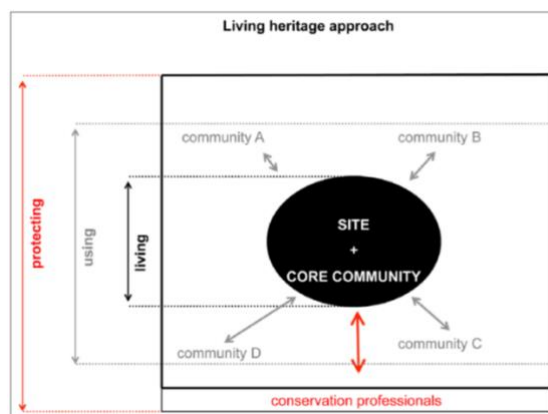 Living heritage approach
community A
community B
protecting
using
living
SITE
+
CORE COMMUNITY
community D
community C
conservation professionals